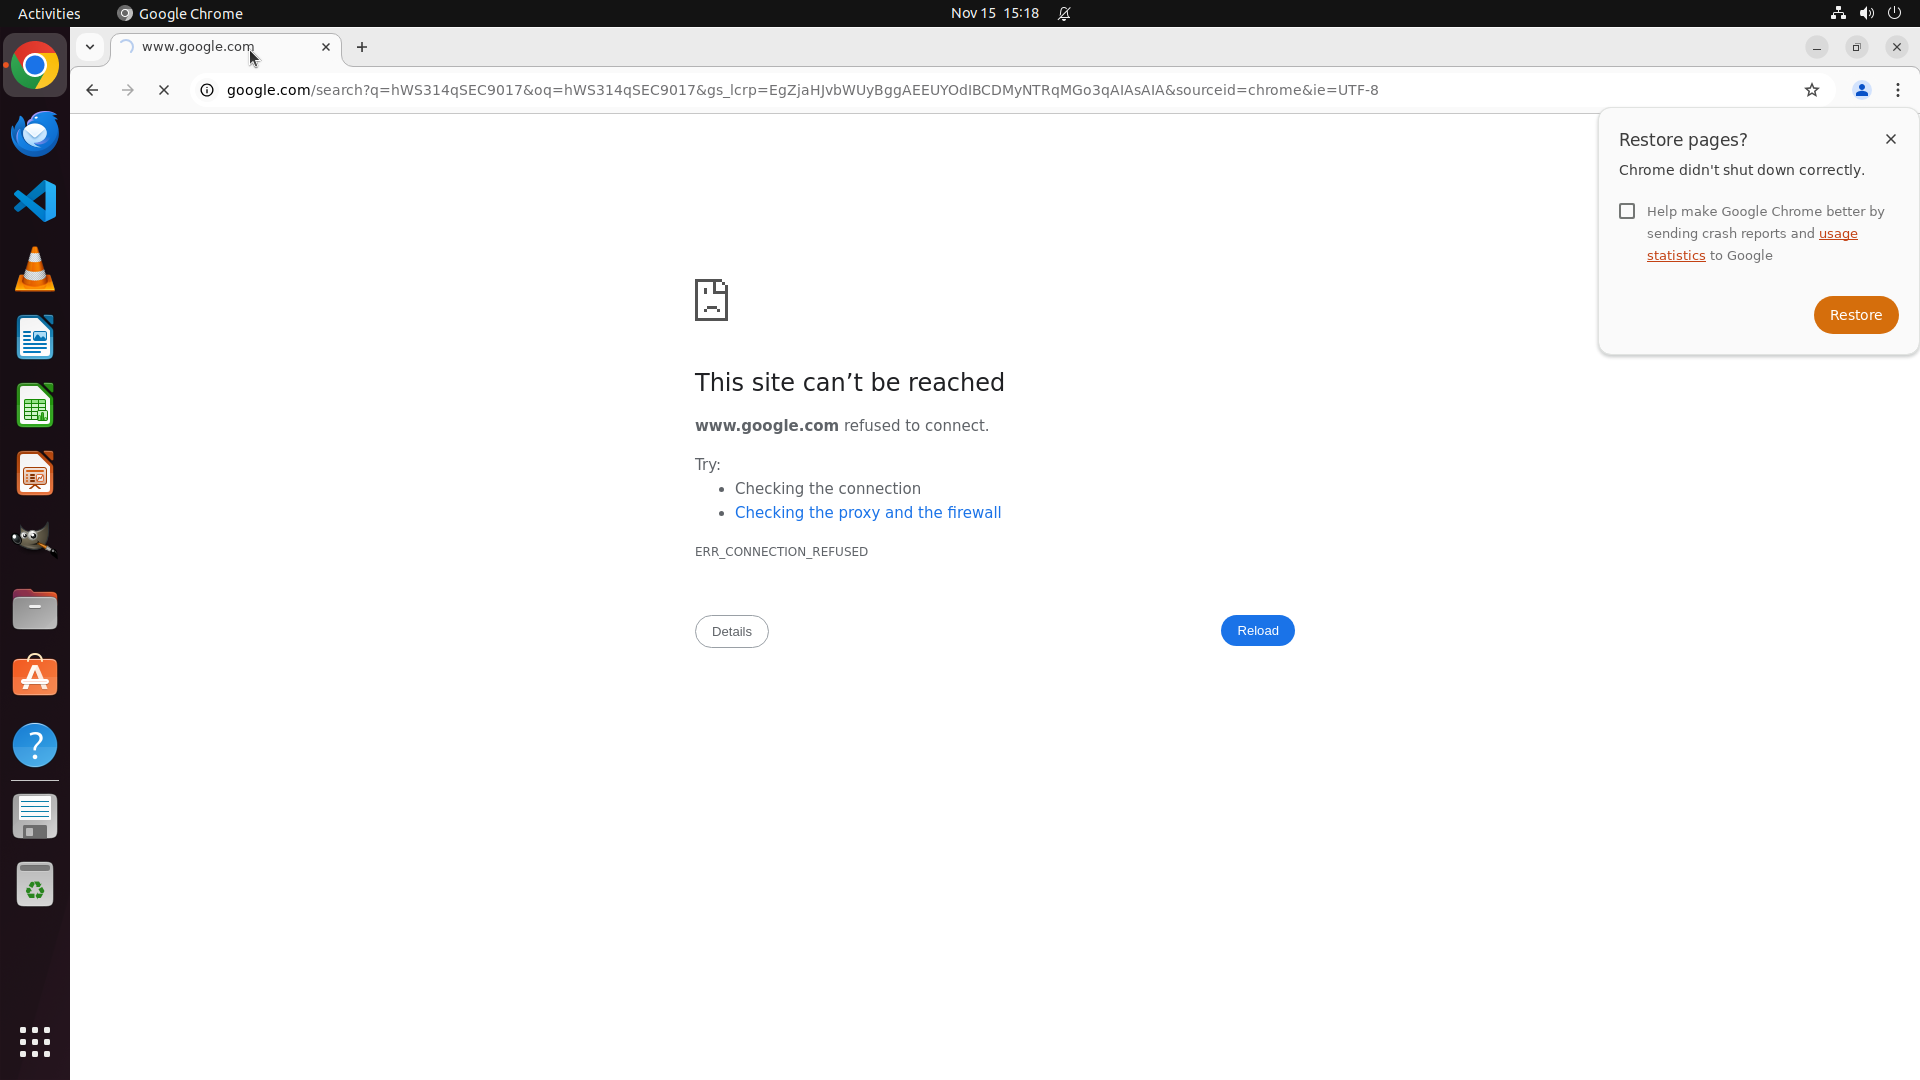 Activities
Google Chrome
Nov 15 15:18
www.google.com
google.com/search?q=hWS314qSEC9017&oq=hWS314qSEC9017&gs_lcrp=EgZjaHJvbWUyBggAEEUYOdIBCDMyNTRqMGo3qAIAsAIA&sourceid=chrome&ie=UTF-8
Restore pages?
Chrome didn't shut down correctly.
Help make Google Chrome better by
sending crash reports and usage
statistics to Google
Restore
This site can’t be reached
www.google.com refused to connect.
Try:
Checking the connection
Checking the proxy and the firewall
ERR_CONNECTION_REFUSED
Details
Reload